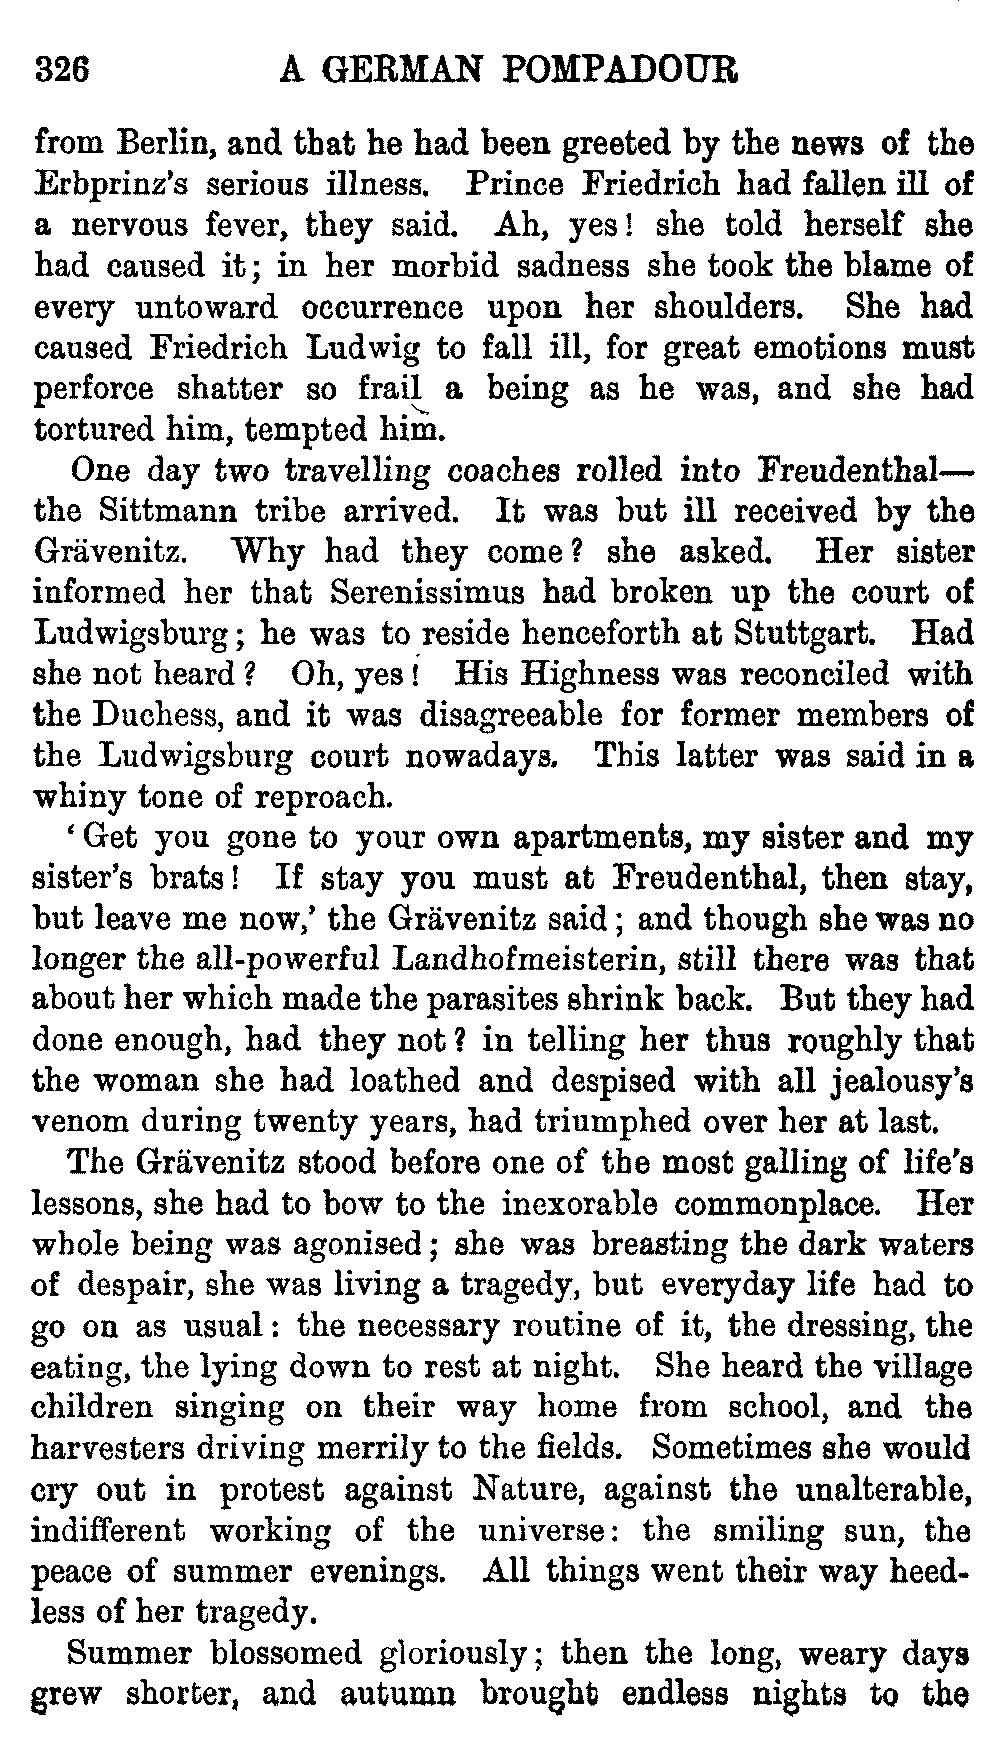 326 A GERMAN POMPADOUR
from Berlin, and that he had been greeted by the news of the
Erbprinz's serious illness. Prince Friedrich had fallen ill of
a nervous fever, they said. Ah, yes! she told herself she
had caused it; in her morbid sadness she took the blame of
every untoward occurrence upon her shoulders. She had
caused Friedrich Ludwig to fall ill, for great emotions must
perforce shatter so frail a being as he was, and she had
tortured him, tempted him.
One day two travelling coaches rolled into Freudenthal—
the Sittmann tribe arrived. It was but ill received by the
Grävenitz. Why had they come? she asked. Her sister
informed her that Serenissimus had broken up the court of
Ludwigsburg; he was to reside henceforth at Stuttgart. Had
she not heard? Oh, yes! His Highness was reconciled with
the Duchess, and it was disagreeable for former members of
the Ludwigsburg court nowadays. This latter was said in a
whiny tone of reproach.
'Get you gone to your own apartments, my sister and my
sister's brats! If stay you must at Freudenthal, then stay,
but leave me now,' the Grävenitz said; and though she was no
longer the all-powerful Landhofmeisterin, still there was that
about her which made the parasites shrink back. But they had
done enough, had they not? in telling her thus roughly that
the woman she had loathed and despised with all jealousy's
venom during twenty years, had triumphed over her at last.
The Grävenitz stood before one of the most galling of life's
lessons, she had to bow to the inexorable commonplace. Her
whole being was agonised; she was breasting the dark waters
of despair, she was living a tragedy, but everyday life had to
go on as usual: the necessary routine of it, the dressing, the
eating, the lying down to rest at night. She heard the village
children singing on their way home from school, and the
harvesters driving merrily to the fields. Sometimes she would
cry out in protest against Nature, against the unalterable,
indifferent working of the universe: the smiling sun, the
peace of summer evenings. All things went their way heed-
less of her tragedy.
Summer blossomed gloriously; then the long, weary days
grew shorter, and autumn brought endless nights to the